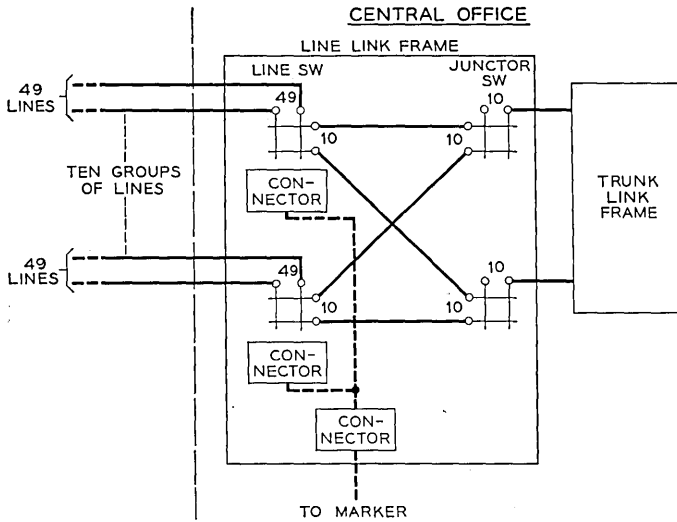 CENTRAL OFFICE
LINE LINK FRAME
LINE SW
JUNCTOR
SW
49
LINES
49
10
10
10
10
TEN GROUPS
OF LINES
CON-
NECTOR
TRUNK
LINK
FRAME
49
LINES
49
10
10
10
CON-
NECTOR
CON-
NECTOR
TO MARKER